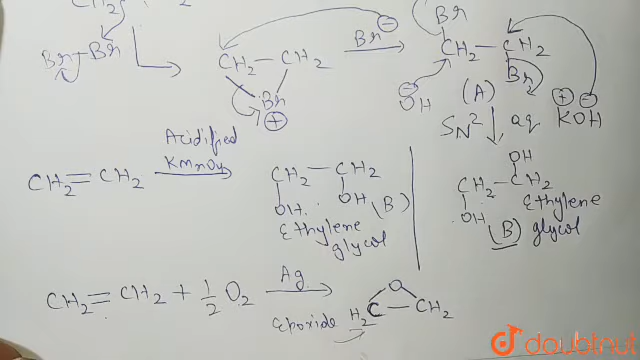 Br-Br
CH2-CH2
Br
⊕
Br⊖
Br
CH2-CH2
Br
⊖OH
(A)
SN2
aq
⊕ ⊖
KOH
CH2=CH2
Acidified
KMnO4
CH2-CH2
OH OH (B)
Ethylene
glycol
OH
CH2-CH2
OH
Ethylene
(B) glycol
CH2=CH2 + 1/2 O2
Ag
Epoxide
O
H2C-CH2
doubtnut